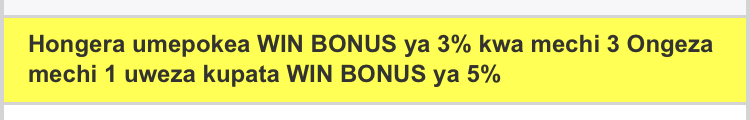 Hongera umepokea WIN BONUS ya 3% kwa mechi 3 Ongeza
mechi 1 uweza kupata WIN BONUS ya 5%